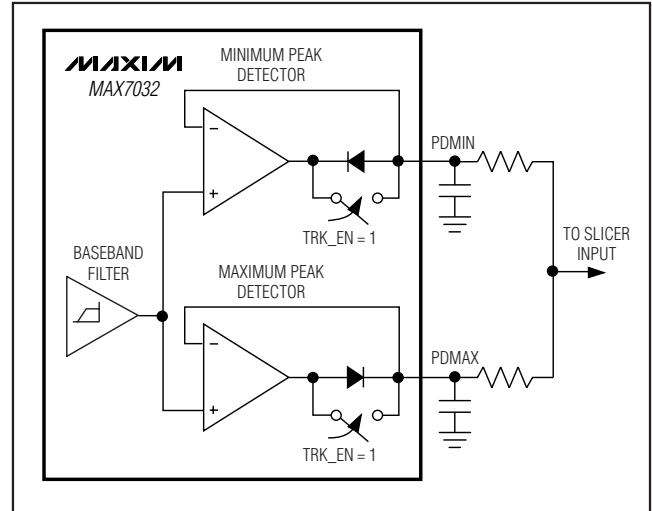 MAXIM
MAX7032
MINIMUM PEAK
DETECTOR
−
+
PDMIN
TRK_EN = 1
BASEBAND
FILTER
TO SLICER
INPUT
MAXIMUM PEAK
DETECTOR
−
+
PDMAX
TRK_EN = 1